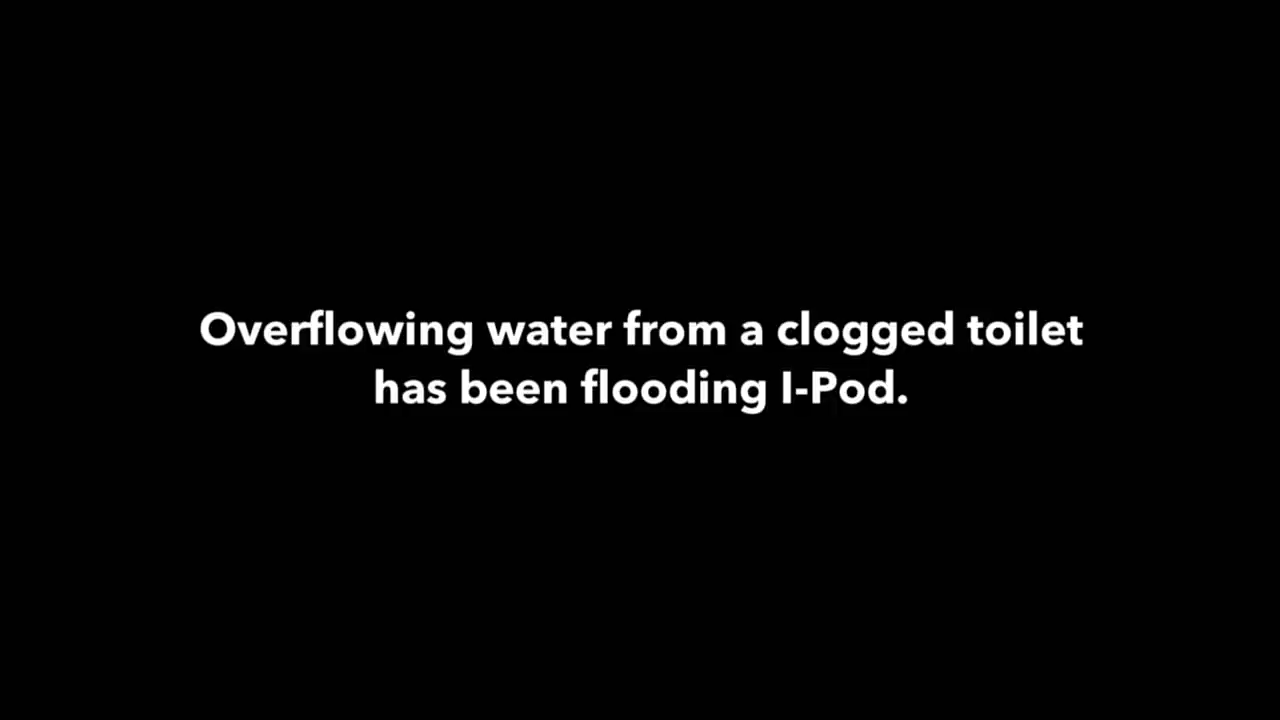 Overflowing water from a clogged toilet
has been flooding I-Pod.